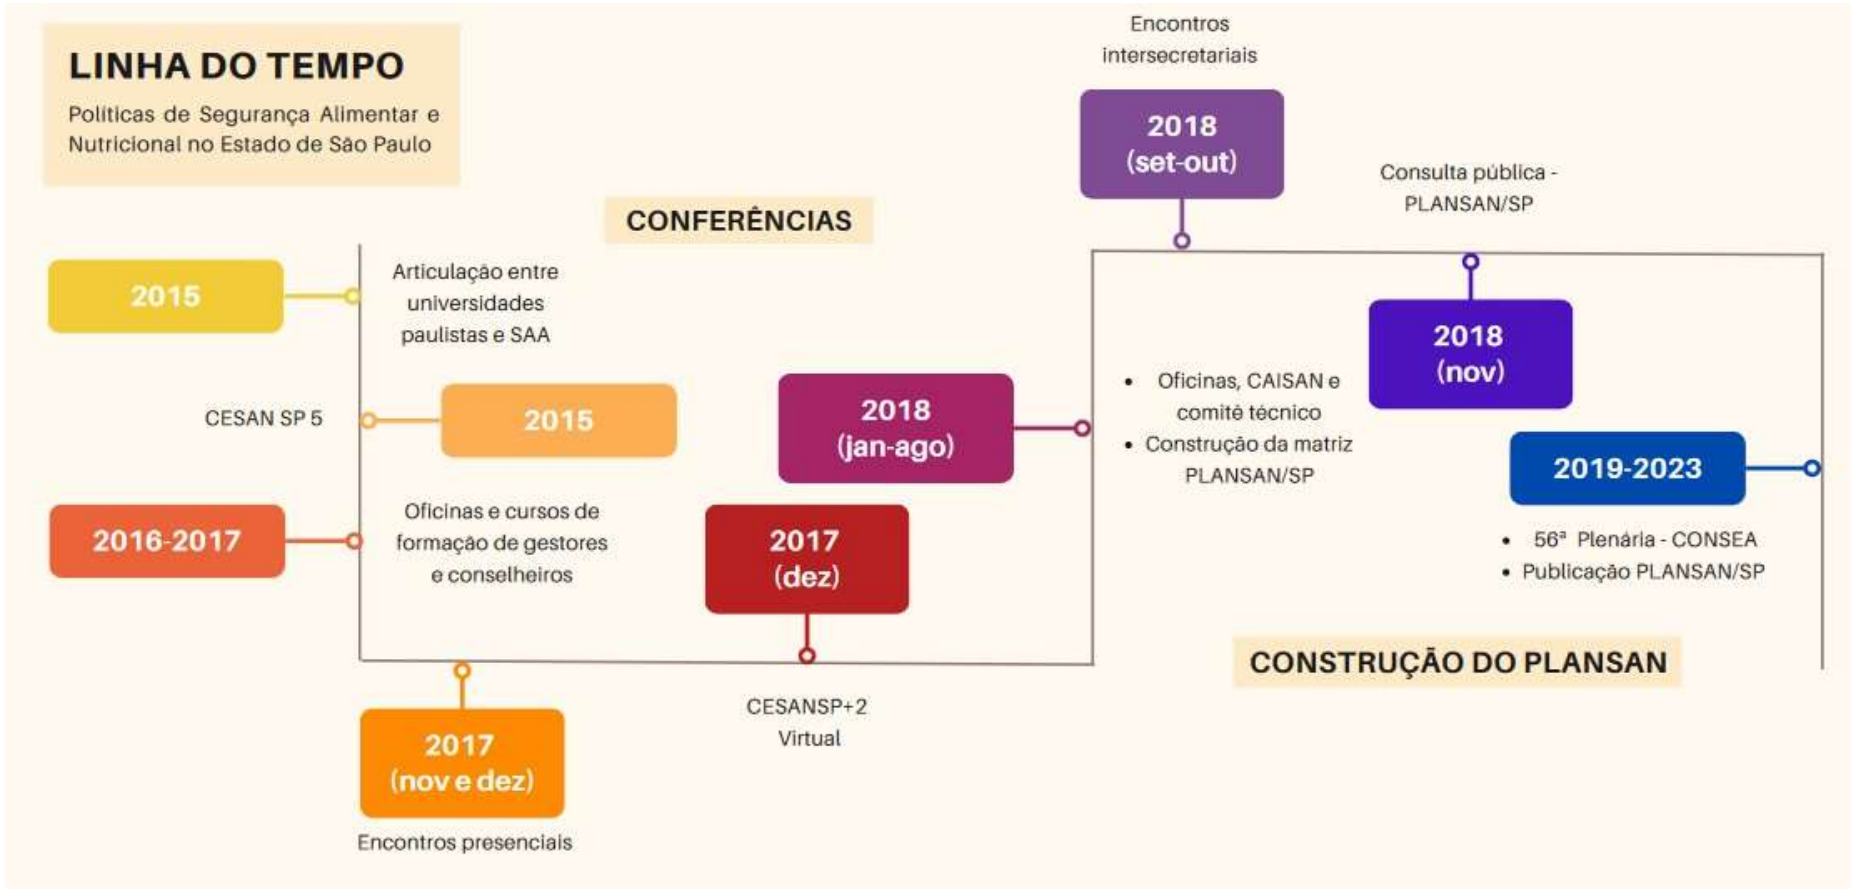 LINHA DO TEMPO
Políticas de Segurança Alimentar e
Nutricional no Estado de São Paulo
CONFERÊNCIAS
2015
Articulação entre
universidades
paulistas e SAA
CESAN SP 5
2015
2016-2017
Oficinas e cursos de
formação de gestores
e conselheiros
2017
(nov e dez)
Encontros presenciais
2017
(dez)
CESANSP+2
Virtual
2018
(jan-ago)
• Oficinas, CAISAN e
comitê técnico
• Construção da matriz
PLANSAN/SP
Encontros
intersecretariais
2018
(set-out)
Consulta pública -
PLANSAN/SP
2018
(nov)
2019-2023
• 56ª Plenária - CONSEA
• Publicação PLANSAN/SP
CONSTRUÇÃO DO PLANSAN